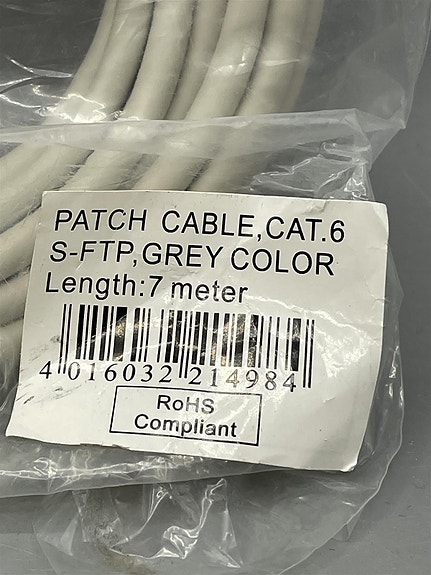 PATCH CABLE,CAT.6
S-FTP,GREY COLOR
Length:7 meter
4 016032 214984
RoHS
Compliant